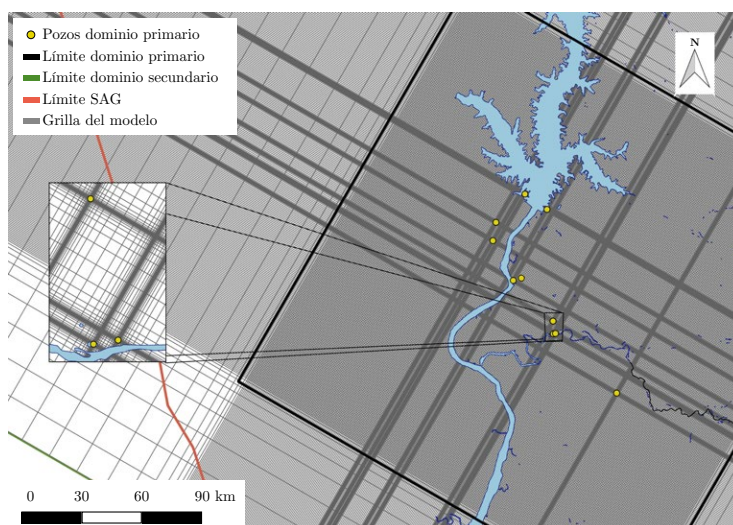 Pozos dominio primario
Límite dominio primario
Límite dominio secundario
Límite SAG
Grilla del modelo
N
0 30 60 90 km